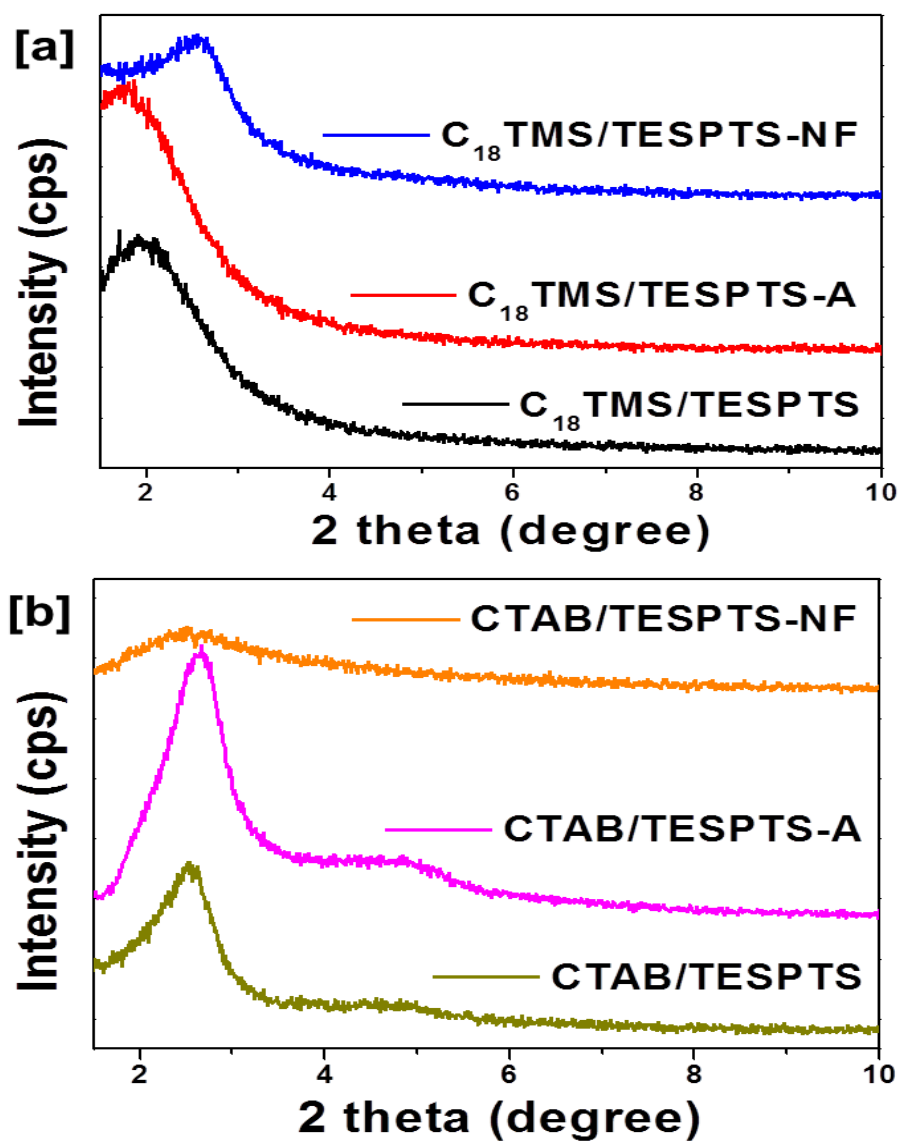 [a]
C18TMS/TESPTS-NF
C18TMS/TESPTS-A
C18TMS/TESPTS
Intensity (cps)
2 4 6 8 10
2 theta (degree)
[b]
CTAB/TESPTS-NF
CTAB/TESPTS-A
CTAB/TESPTS
Intensity (cps)
2 4 6 8 10
2 theta (degree)